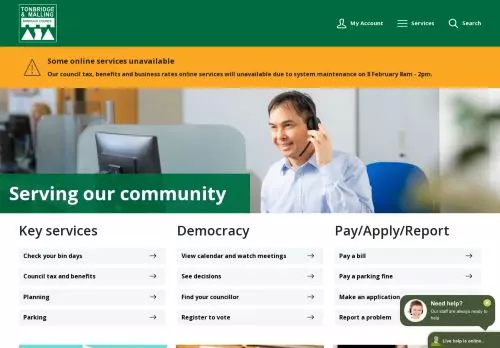 TONBRIDGE
& MALLING
BOROUGH COUNCIL
My Account
Services
Search
Some online services unavailable
Our council tax, benefits and business rates online services will unavailable due to system maintenance on 8 February 8am - 2pm.
Serving our community
Key services
Democracy
Pay/Apply/Report
Check your bin days
View calendar and watch meetings
Pay a bill
Council tax and benefits
See decisions
Pay a parking fine
Planning
Find your councillor
Make an application
Parking
Register to vote
Report a problem
Need help?
Our staff are always ready to
help
Live help is online...